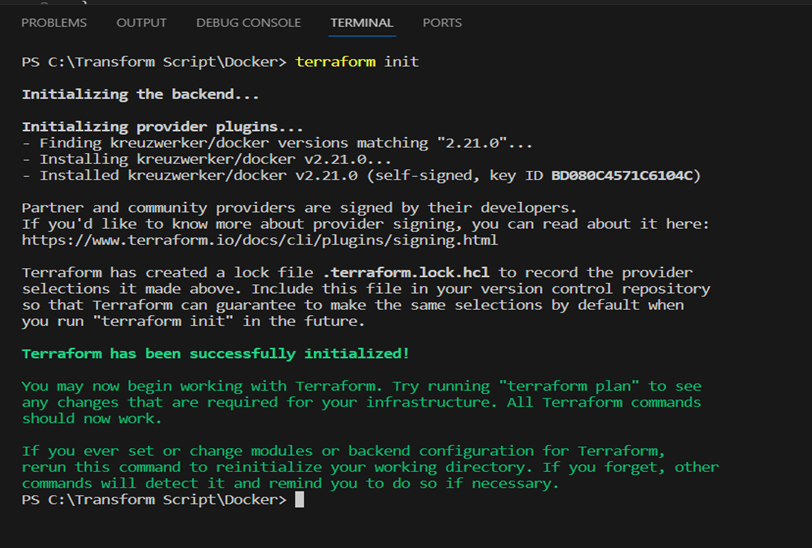 PROBLEMS OUTPUT DEBUG CONSOLE TERMINAL PORTS
PS C:\Transform Script\Docker> terraform init
Initializing the backend...
Initializing provider plugins...
- Finding kreuzwerker/docker versions matching "2.21.0"...
- Installing kreuzwerker/docker v2.21.0...
- Installed kreuzwerker/docker v2.21.0 (self-signed, key ID BD080C4571C6104C)
Partner and community providers are signed by their developers.
If you'd like to know more about provider signing, you can read about it here:
https://www.terraform.io/docs/cli/plugins/signing.html
Terraform has created a lock file .terraform.lock.hcl to record the provider
selections it made above. Include this file in your version control repository
so that Terraform can guarantee to make the same selections by default when
you run "terraform init" in the future.
Terraform has been successfully initialized!
You may now begin working with Terraform. Try running "terraform plan" to see
any changes that are required for your infrastructure. All Terraform commands
should now work.
If you ever set or change modules or backend configuration for Terraform,
rerun this command to reinitialize your working directory. If you forget, other
commands will detect it and remind you to do so if necessary.
PS C:\Transform Script\Docker>